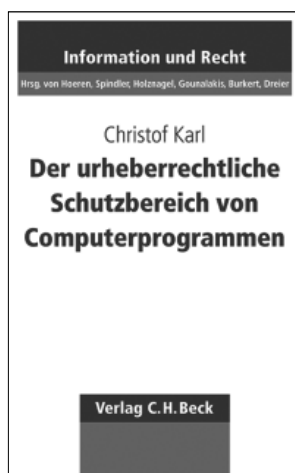 Information und Recht
Hrsg. von Hoeren, Spindler, Holznagel, Gounalakis, Burkert, Dreier
Christof Karl
Der urheberrechtliche
Schutzbereich von
Computerprogrammen
Verlag C.H.Beck